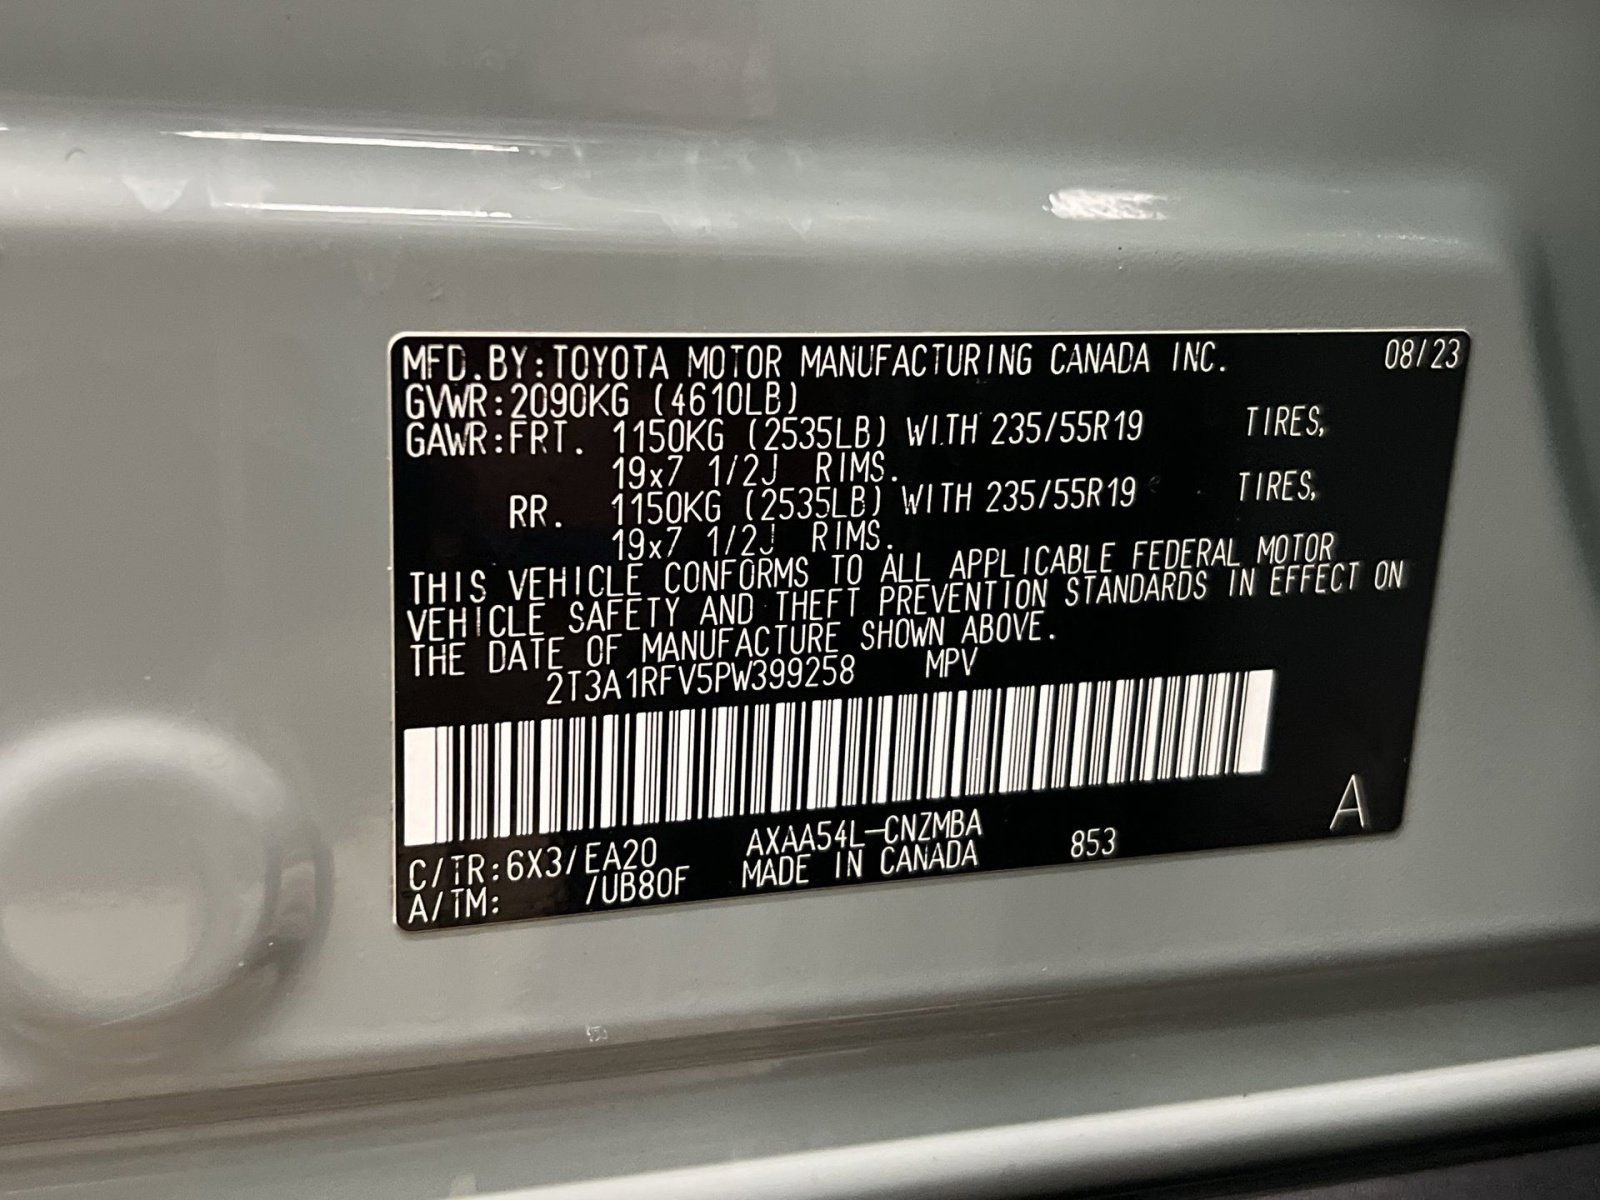 MFD.BY:TOYOTA MOTOR MANUFACTURING CANADA INC. 08/23
GVWR:2090KG (4610LB)
GAWR:FRT. 1150KG (2535LB) WITH 235/55R19 TIRES,
19x7 1/2J RIMS.
RR. 1150KG (2535LB) WITH 235/55R19 TIRES,
19x7 1/2J RIMS.
THIS VEHICLE CONFORMS TO ALL APPLICABLE FEDERAL MOTOR
VEHICLE SAFETY AND THEFT PREVENTION STANDARDS IN EFFECT ON
THE DATE OF MANUFACTURE SHOWN ABOVE.
2T3A1RFV5PW399258 MPV
A
C/TR:6X3/EA20 AXAA54L-CNZMBA 853
A/TM: /UB80F MADE IN CANADA